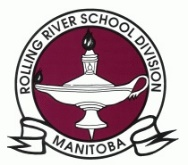 ROLLING RIVER SCHOOL DIVISION
MANITOBA